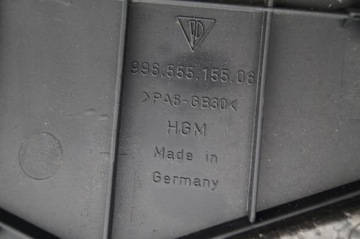 996.555.155.06
>PA6-GB30<
HGM
Made in
Germany